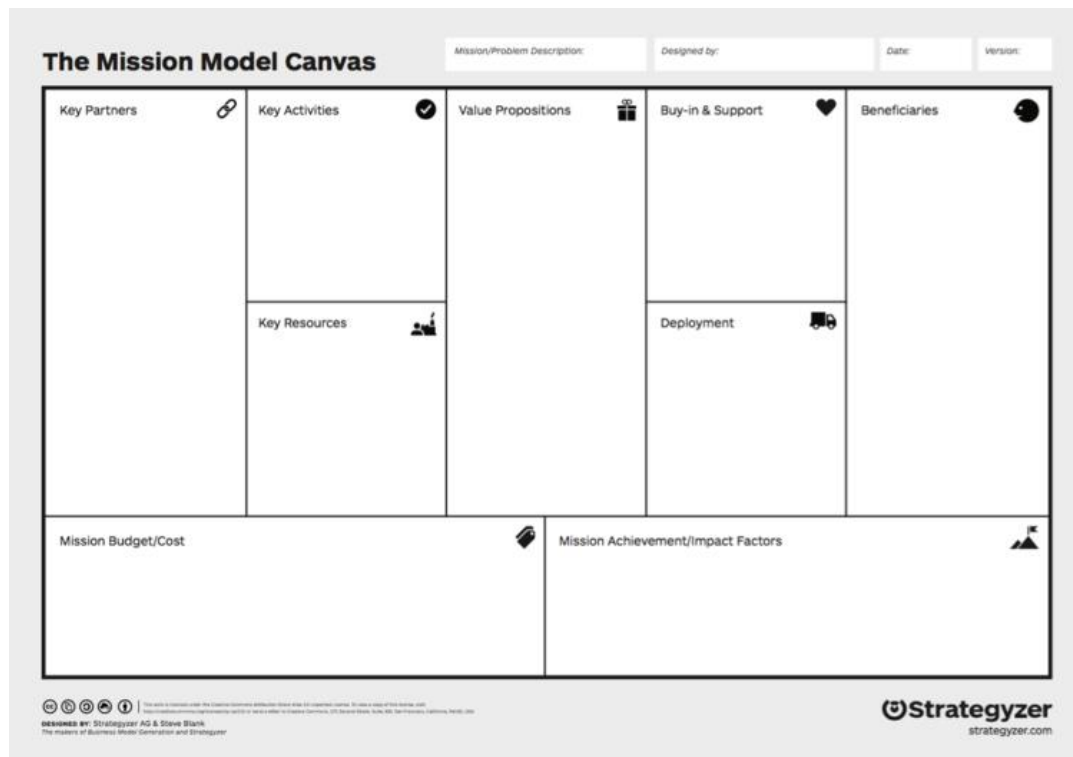 The Mission Model Canvas
Mission/Problem Description:
Designed by:
Date:
Version:
Key Partners
Key Activities
Value Propositions
Buy-in & Support
Beneficiaries
Key Resources
Deployment
Mission Budget/Cost
Mission Achievement/Impact Factors
DESIGNED BY: Strategyzer AG & Steve Blank
The makers of Business Model Generation and Strategyzer
Strategyzer
strategyzer.com